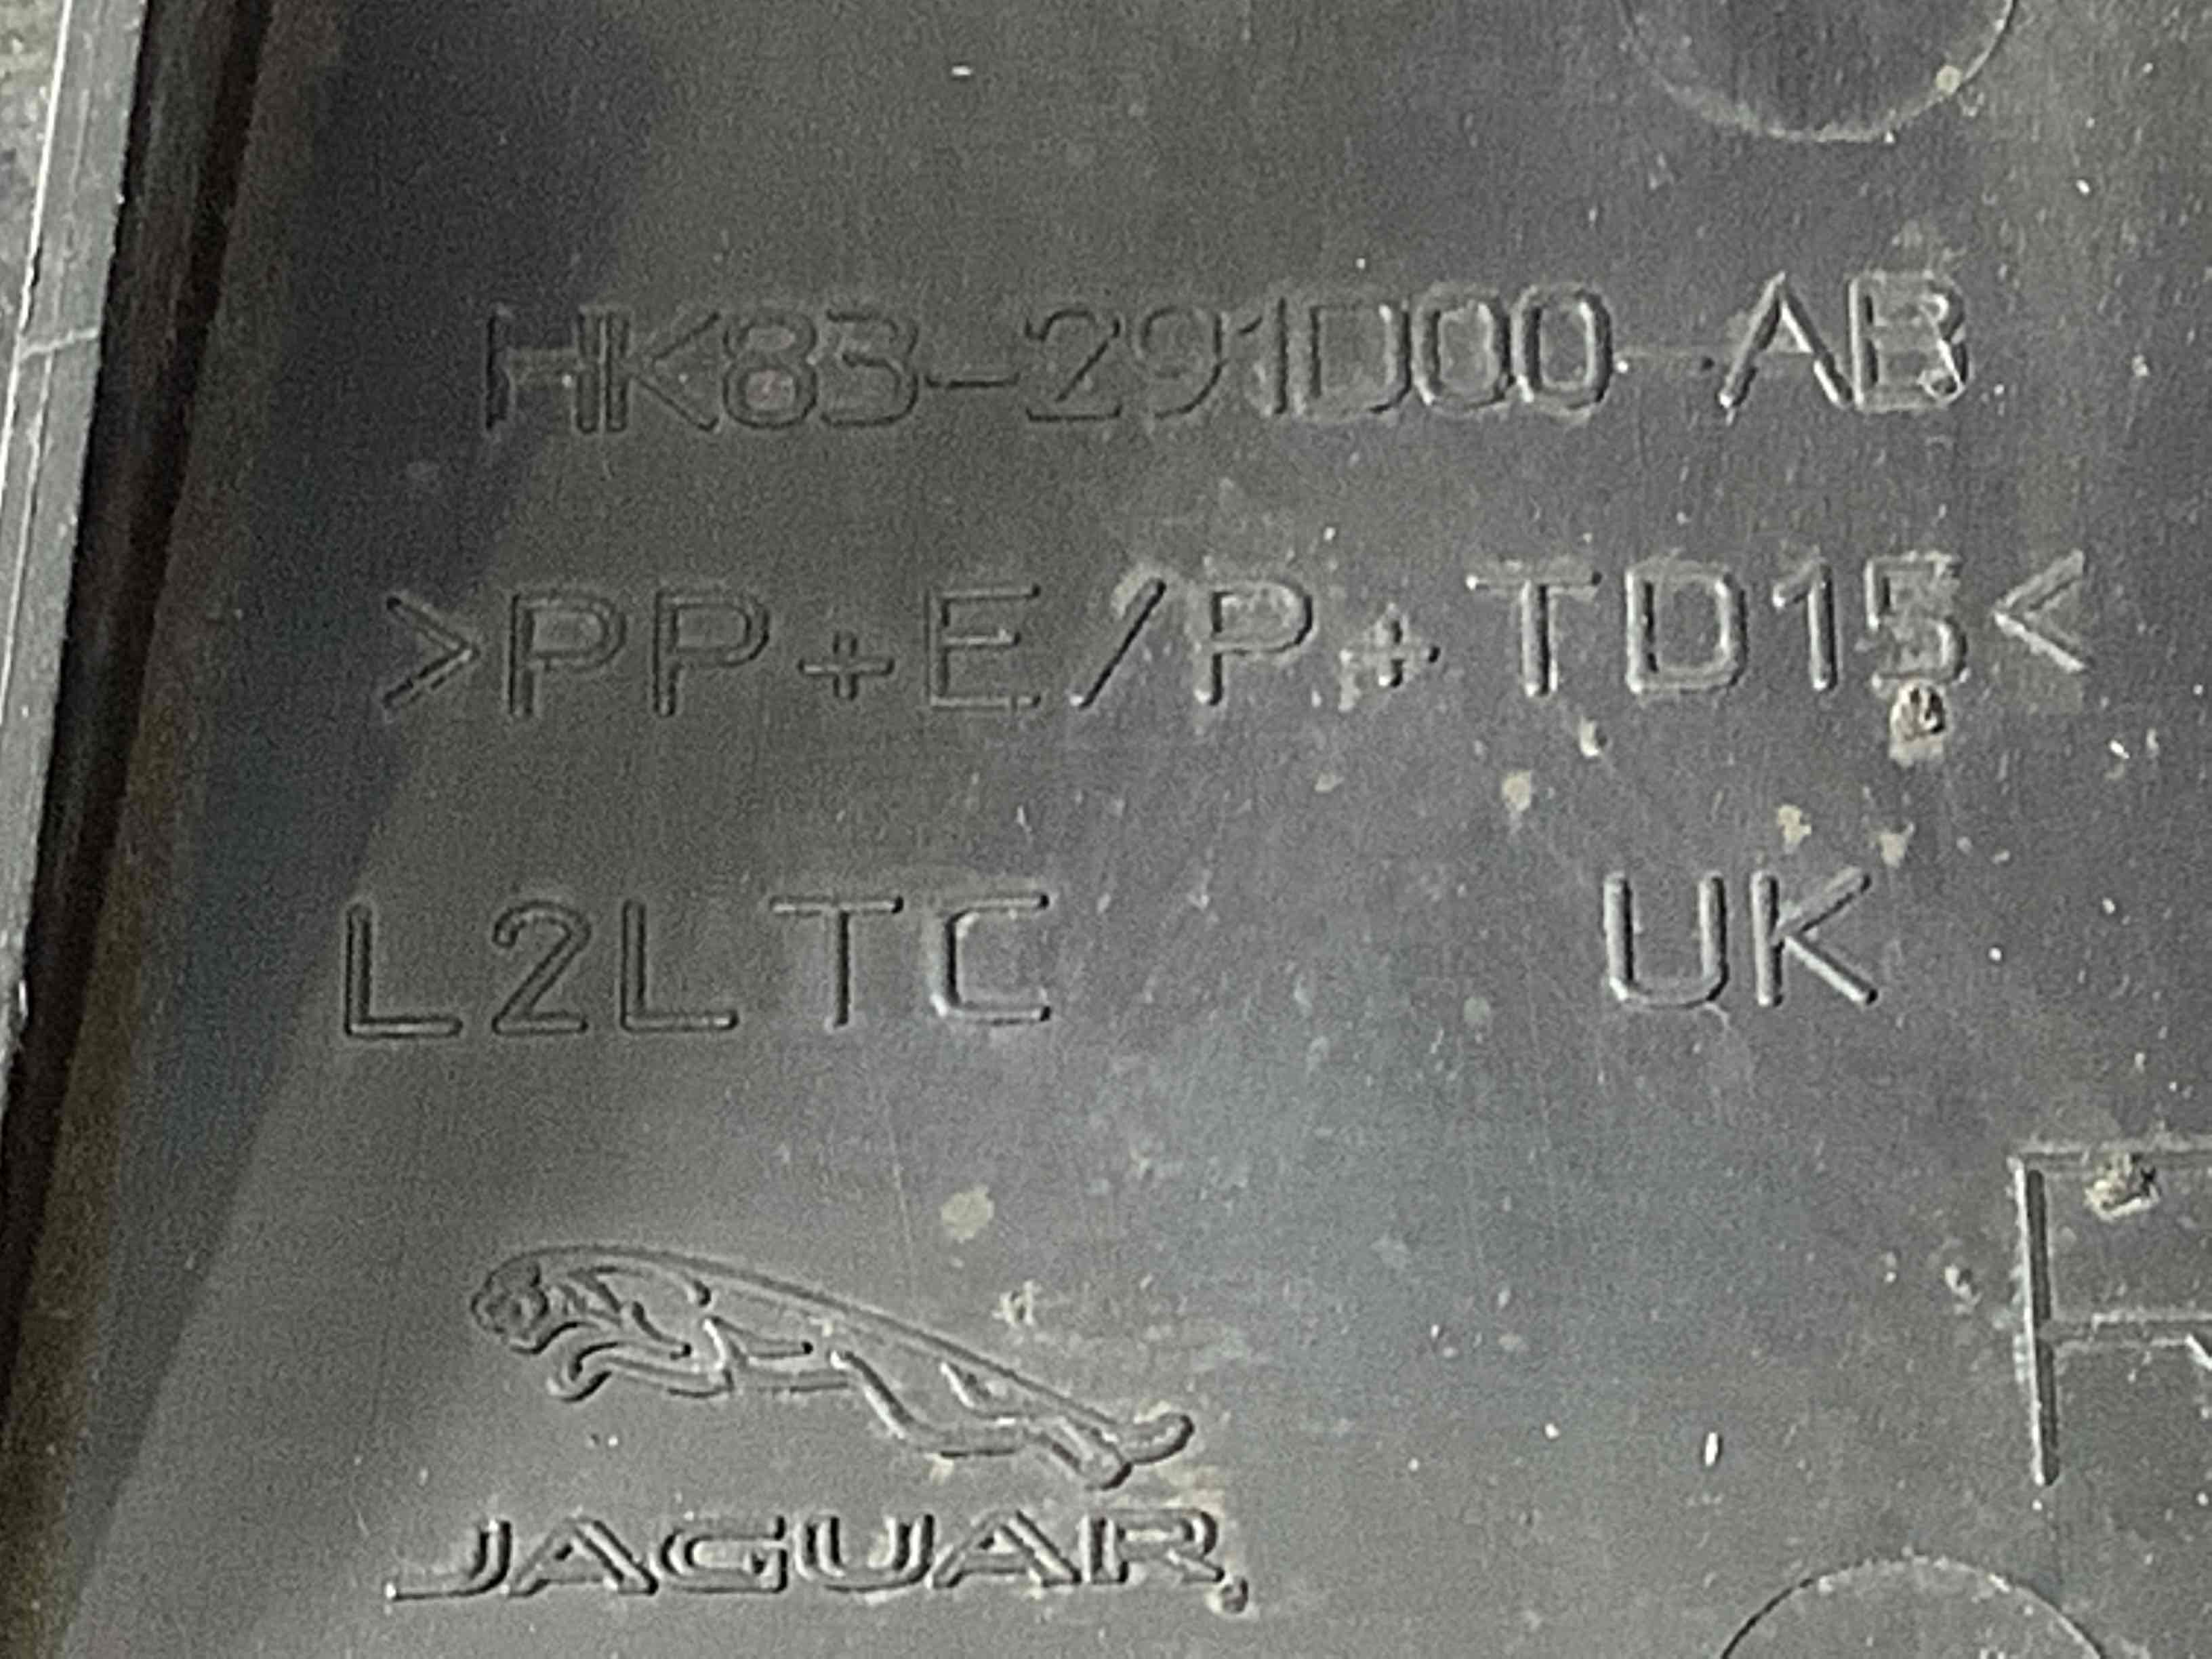 HK83-291D00-AB
>PP+E/P+TD15<
L2LTC UK
R
JAGUAR